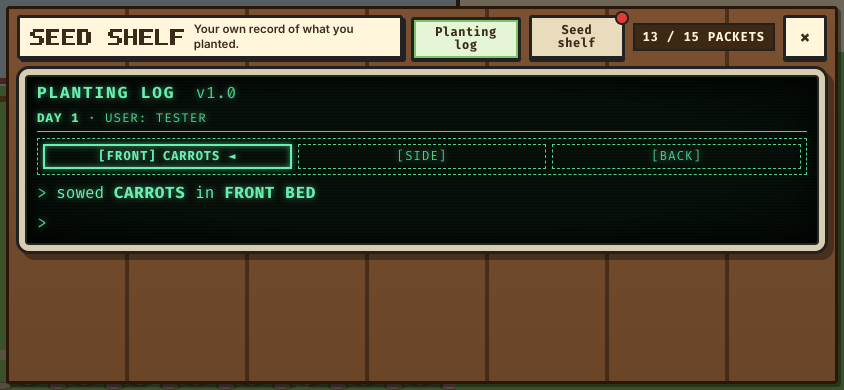 SEED SHELF
Your own record of what you
planted.
Planting
log
Seed
shelf
13 / 15 PACKETS
✖
PLANTING LOG v1.0
DAY 1 · USER: TESTER
[FRONT] CARROTS ◄
[SIDE]
[BACK]
> sowed CARROTS in FRONT BED
>